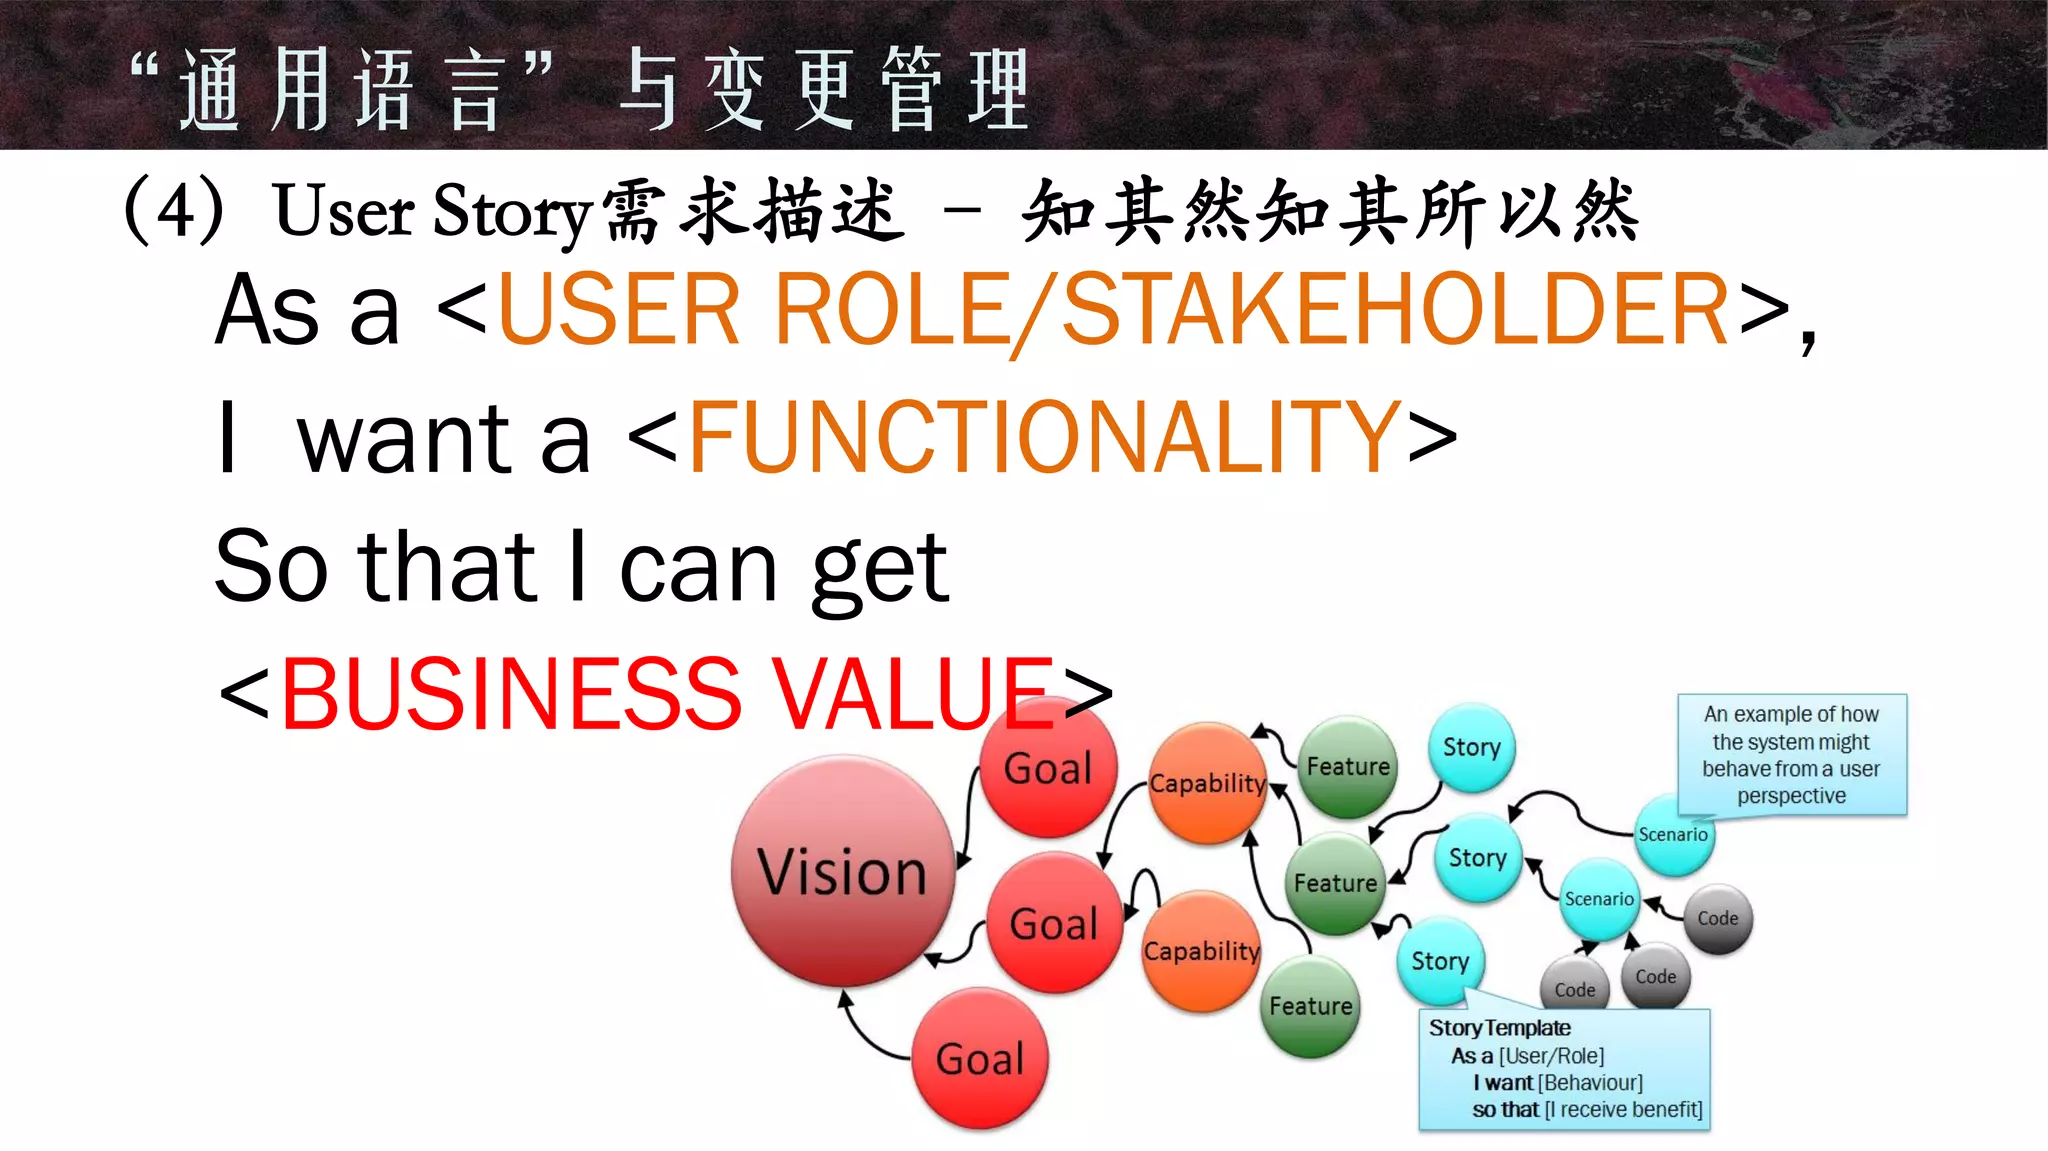 “通用语言”与变更管理
（4）User Story需求描述 – 知其然知其所以然
As a <USER ROLE/STAKEHOLDER>,
I want a <FUNCTIONALITY>
So that I can get
<BUSINESS VALUE>
Vision
Goal
Goal
Goal
Capability
Capability
Feature
Feature
Feature
Story
Story
Story
Scenario
Scenario
Code
Code
Code
An example of how
the system might
behave from a user
perspective
Story Template
As a [User/Role]
I want [Behaviour]
so that [I receive benefit]